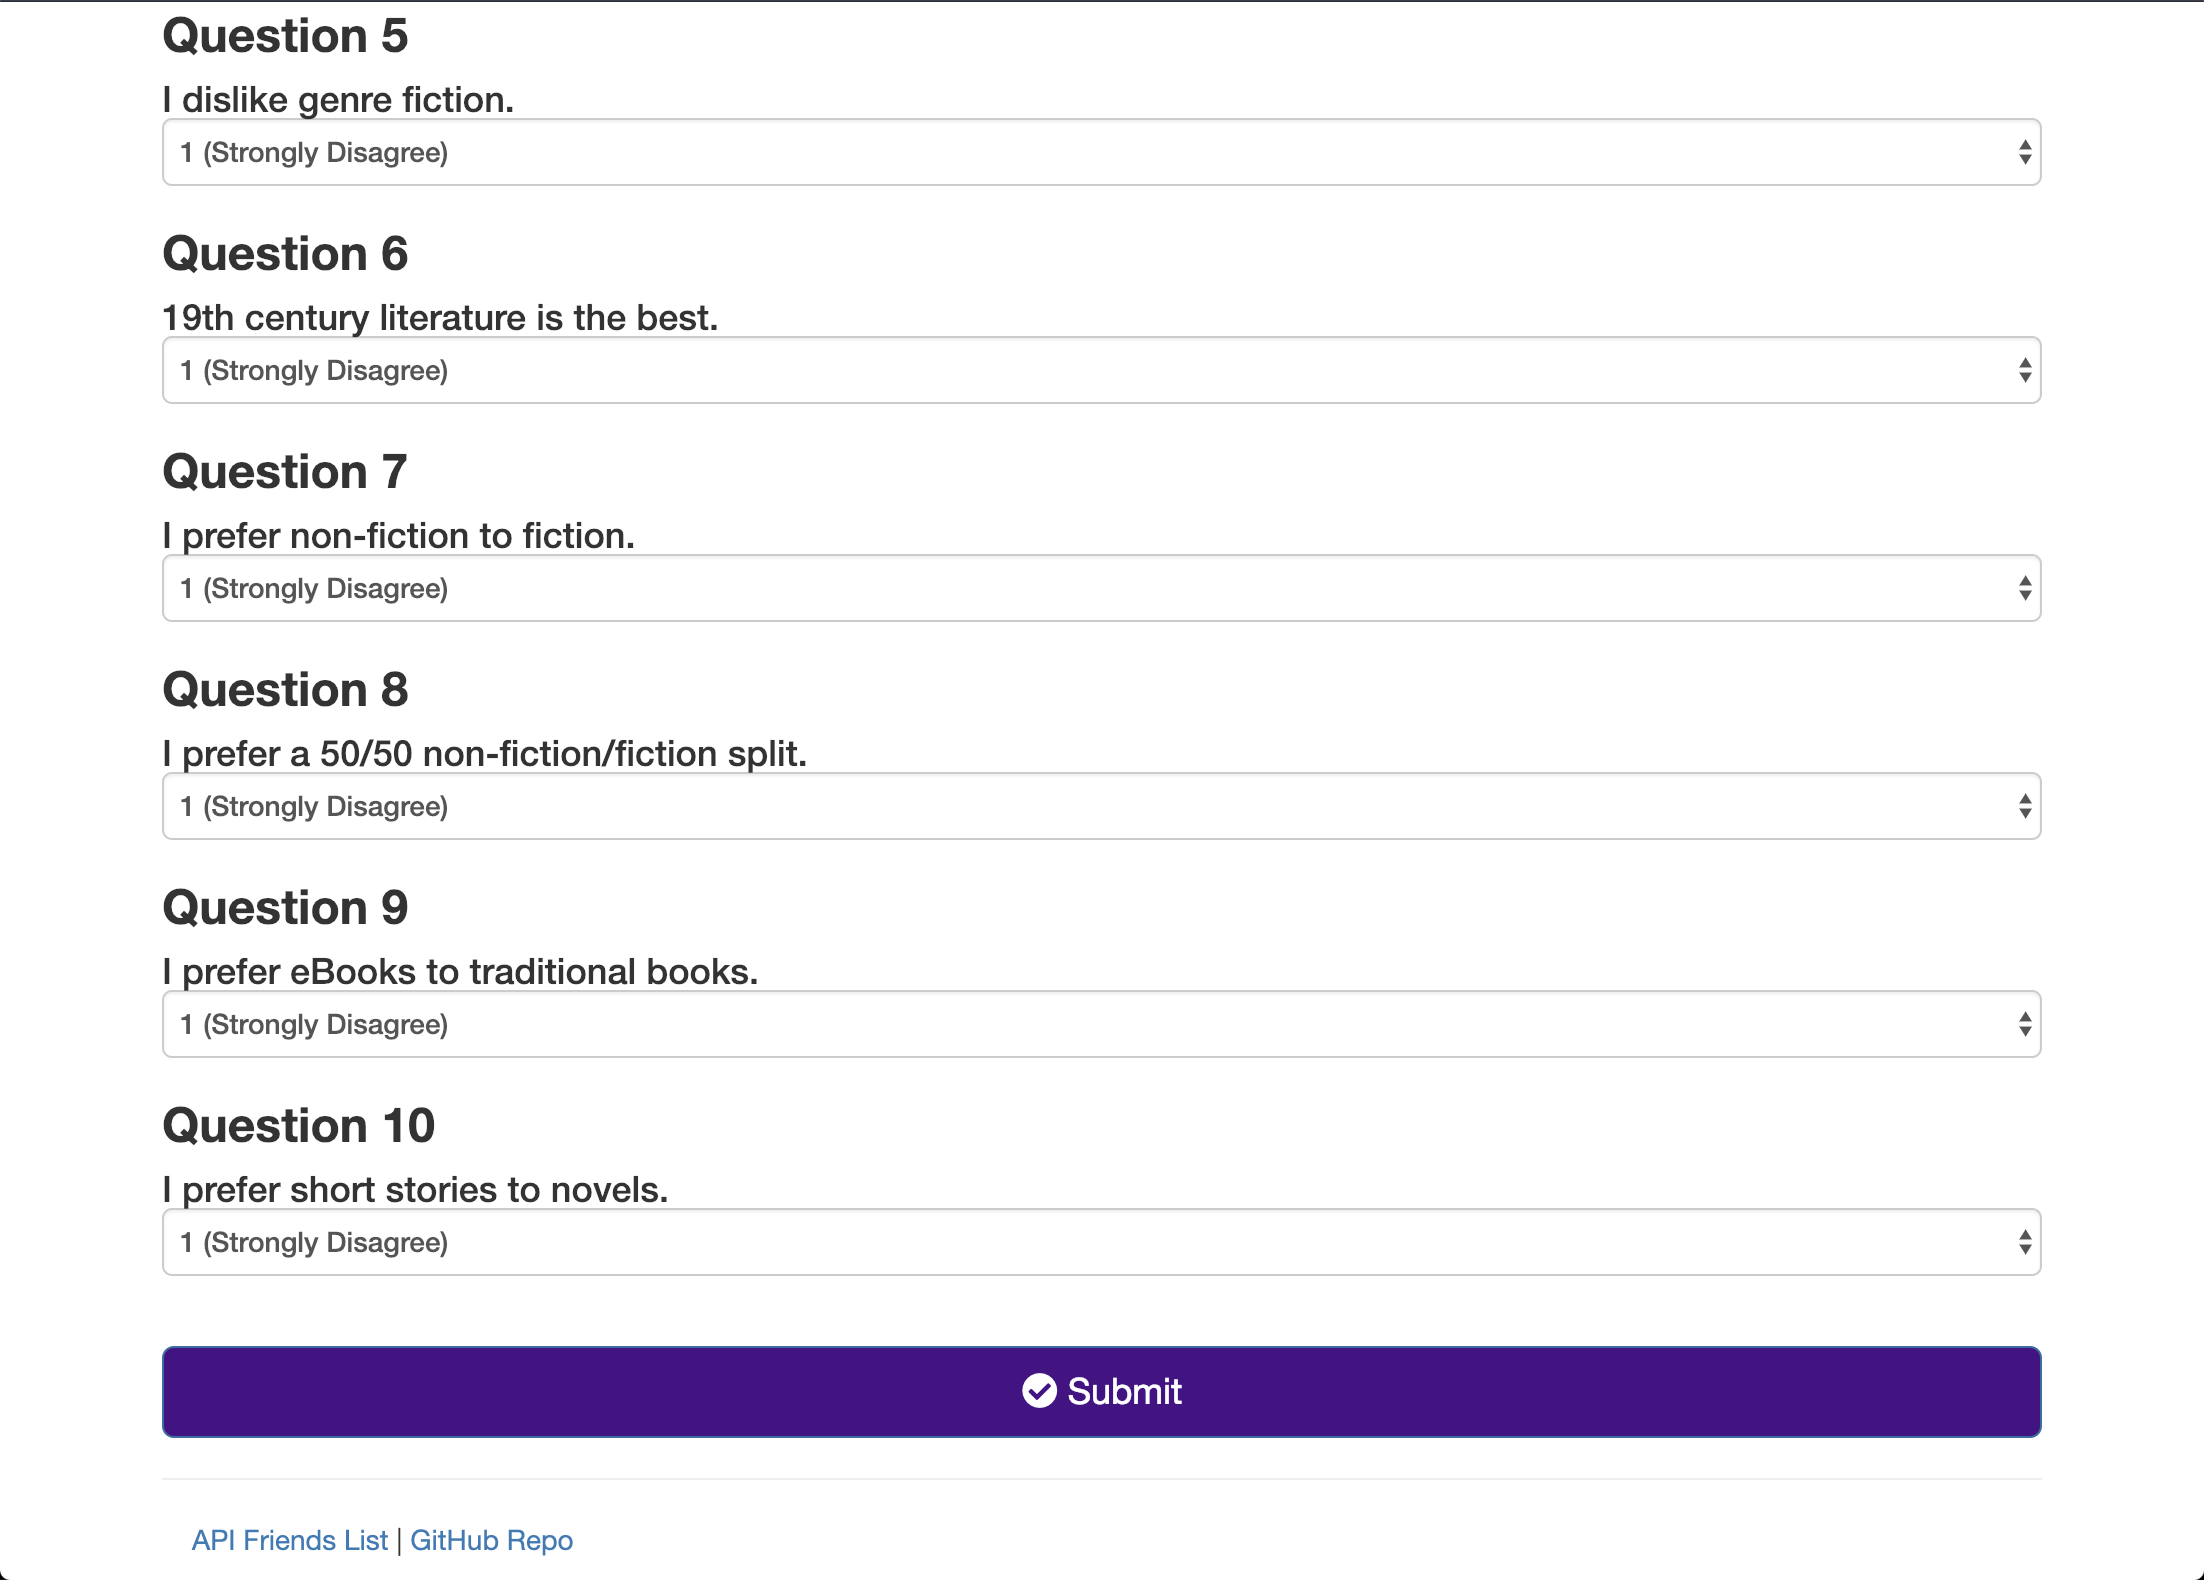 Question 5
I dislike genre fiction.
1 (Strongly Disagree)
Question 6
19th century literature is the best.
1 (Strongly Disagree)
Question 7
I prefer non-fiction to fiction.
1 (Strongly Disagree)
Question 8
I prefer a 50/50 non-fiction/fiction split.
1 (Strongly Disagree)
Question 9
I prefer eBooks to traditional books.
1 (Strongly Disagree)
Question 10
I prefer short stories to novels.
1 (Strongly Disagree)
Submit
API Friends List | GitHub Repo